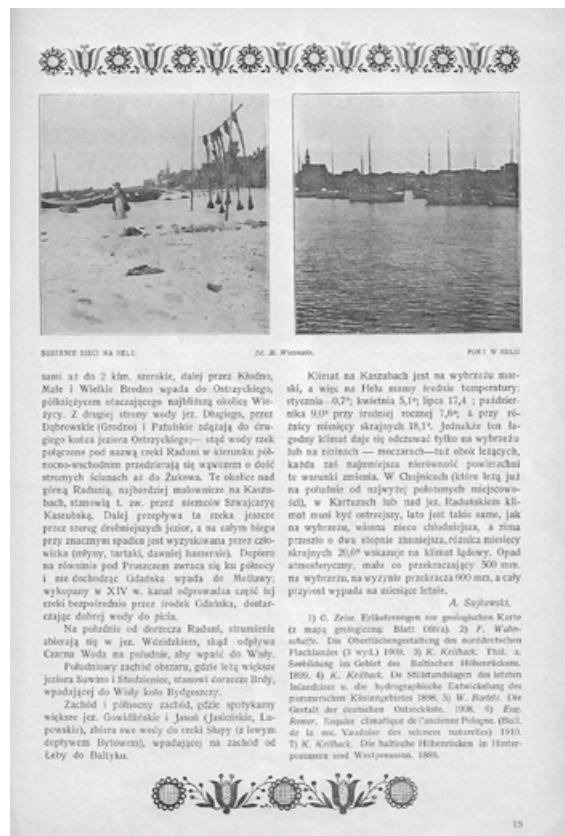 SUSZENIE SIECI NA HELU
fot. M. Wisznicki.
PORT W HELU
sami aż do 2 klm. szerokie, dalej przez Kłodno,
Małe i Wielkie Brodno wpada do Ostrzyckiego,
półksiężycem otaczającego najbliższą okolicę Wie-
życy. Z drugiej strony wody jez. Długiego, przez
Dąbrowskie (Grodno) i Patulskie zdążają do dru-
giego końca jeziora Ostrzyckiego;— stąd wody rzek
połączone pod nazwą rzeki Raduni w kierunku pół-
nocno-wschodnim przedzierają się wąwozem o dość
stromych ścianach aż do Żukowa. Te okolice nad
górną Radunią, najbardziej malownicze na Kaszu-
bach, stanowią t. zw. przez niemców Szwajcaryę
Kaszubską. Dalej przepływa ta rzeka jeszcze
przez szereg drobniejszych jezior, a na całym biegu
przy znacznym spadku jest wyzyskiwana przez czło-
wieka (młyny, tartaki, dawniej hamernie). Dopiero
na równinie pod Pruszczem zwraca się ku północy
i nie dochodząc Gdańska wpada do Motławy;
wykopany w XIV w. kanał odprowadza część tej
rzeki bezpośrednio przez środek Gdańska, dostar-
czając dobrej wody do picia.
Na południe od dorzecza Raduni, strumienie
zbierają się w jez. Wdzidzkiem, skąd odpływa
Czarna Woda na południe, aby wpaść do Wisły.
Południowy zachód obszaru, gdzie leżą większe
jeziora Sawino i Studzieniec, stanowi dorzecze Brdy,
wpadającej do Wisły koło Bydgoszczy.
Zachód i północny zachód, gdzie spotykamy
większe jez. Gowidlińskie i Jasoń (Jasieńskie, Lu-
powskie), zbiera swe wody do rzeki Słupy (z lewym
dopływem Bytowem), wpadającej na zachód od
Łeby do Bałtyku.
Klimat na Kaszubach jest na wybrzeżu mor-
ski, a więc na Helu mamy średnie temperatury:
stycznia—0,7°; kwietnia 5,1°; lipca 17,4 ; paździer-
nika 9,0° przy średniej rocznej 7,6°; a przy ró-
żnicy miesięcy skrajnych 18,1°. Jednakże ten ła-
godny klimat daje się odczuwać tylko na wybrzeżu
lub na nizinach — moczarach—tuż obok leżących,
każda zaś najmniejsza nierówność powierzchni
te warunki zmienia. W Chojnicach (które leżą już
na południe od najwyżej położonych miejscowo-
ści), w Kartuzach lub nad jez. Raduńskiem kli-
mat musi być ostrzejszy, lato jest takie same, jak
na wybrzeżu, wiosna nieco chłodniejsza, a zima
przeszło o dwa stopnie zimniejsza, różnica miesięcy
skrajnych 20,0° wskazuje na klimat lądowy. Opad
atmosferyczny, mało co przekraczający 500 mm.
na wybrzeżu, na wyżynie przekracza 600 mm, a cały
przyrost wypada na miesiące letnie.
A. Sujkowski.
1) O. Zeise. Erläuterungen zur geologischen Karte
(z mapą geologiczną: Blatt Oliva). 2) F. Wahn-
schaffe. Die Oberflächengestaltung des norddeutschen
Flachlandes (3 wyd.) 1909. 3) K. Keilhack. Thal. u.
Seebildung im Gebiet des Baltischen Höhenrückens.
1899. 4) K. Keilhack. De Stillstandslagen des letzten
Inlandeises u. die hydrographische Entwickelung des
pommerschen Küstengebietes 1898. 5) W. Bartels. Die
Gestalt der deutschen Ostseeküste. 1908. 6) Eug.
Romer. Esquise climatique de l'ancienne Pologne. (Bull.
de la soc. Vaudoise des sciences naturelles) 1910.
7) K. Keilhack. Die baltische Höhenrücken in Hinter-
pommern und Westpreussen. 1889.
15